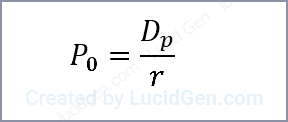 P₀ = Dₚ / r
Created by LucidGen.com